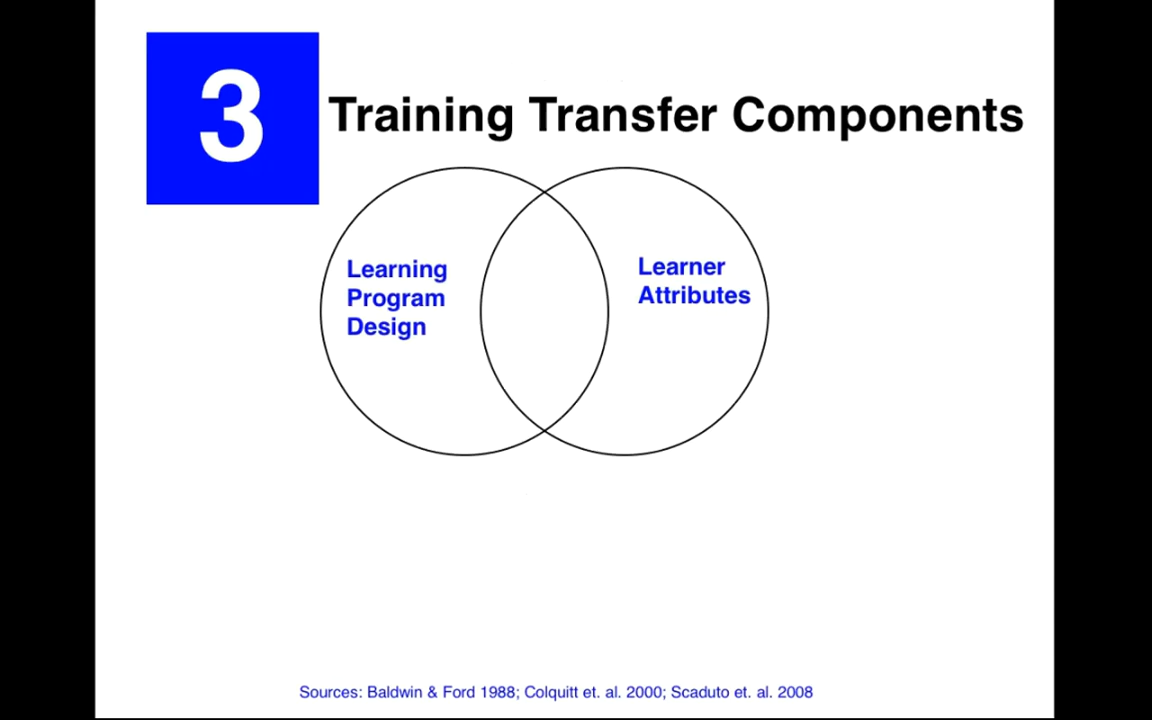 3
Training Transfer Components
Learning
Program
Design
Learner
Attributes
Sources: Baldwin & Ford 1988; Colquitt et. al. 2000; Scaduto et. al. 2008